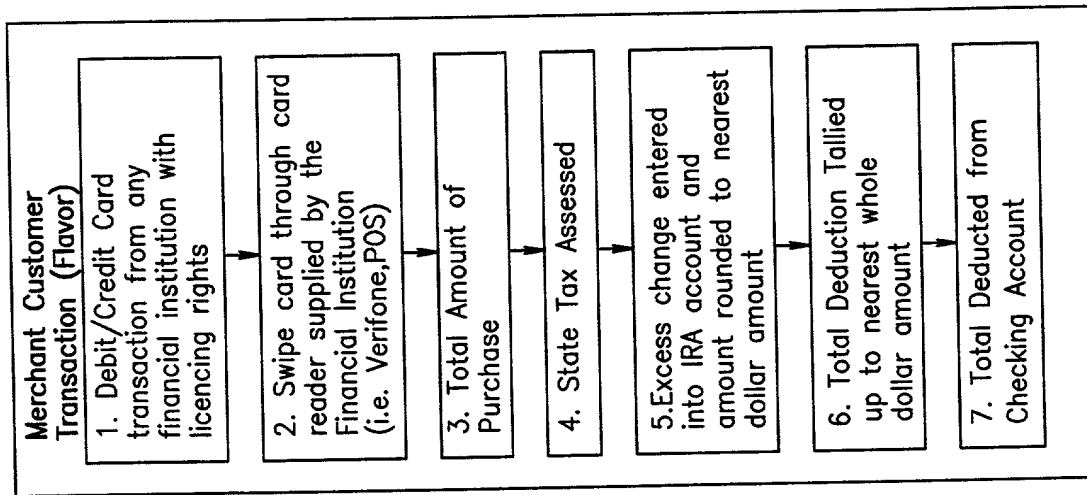 Merchant Customer
Transaction (Flavor)
1. Debit/Credit Card
transaction from any
financial institution with
licencing rights
2. Swipe card through card
reader supplied by the
Financial Institution
(i.e. Verifone,POS)
3. Total Amount of
Purchase
4. State Tax Assessed
5.Excess change entered
into IRA account and
amount rounded to nearest
dollar amount
6. Total Deduction Tallied
up to nearest whole
dollar amount
7. Total Deducted from
Checking Account